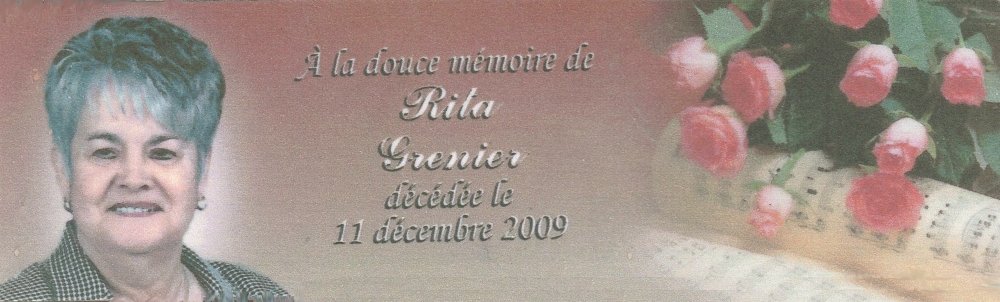 À la douce mémoire de
Rita
Grenier
décédée le
11 décembre 2009